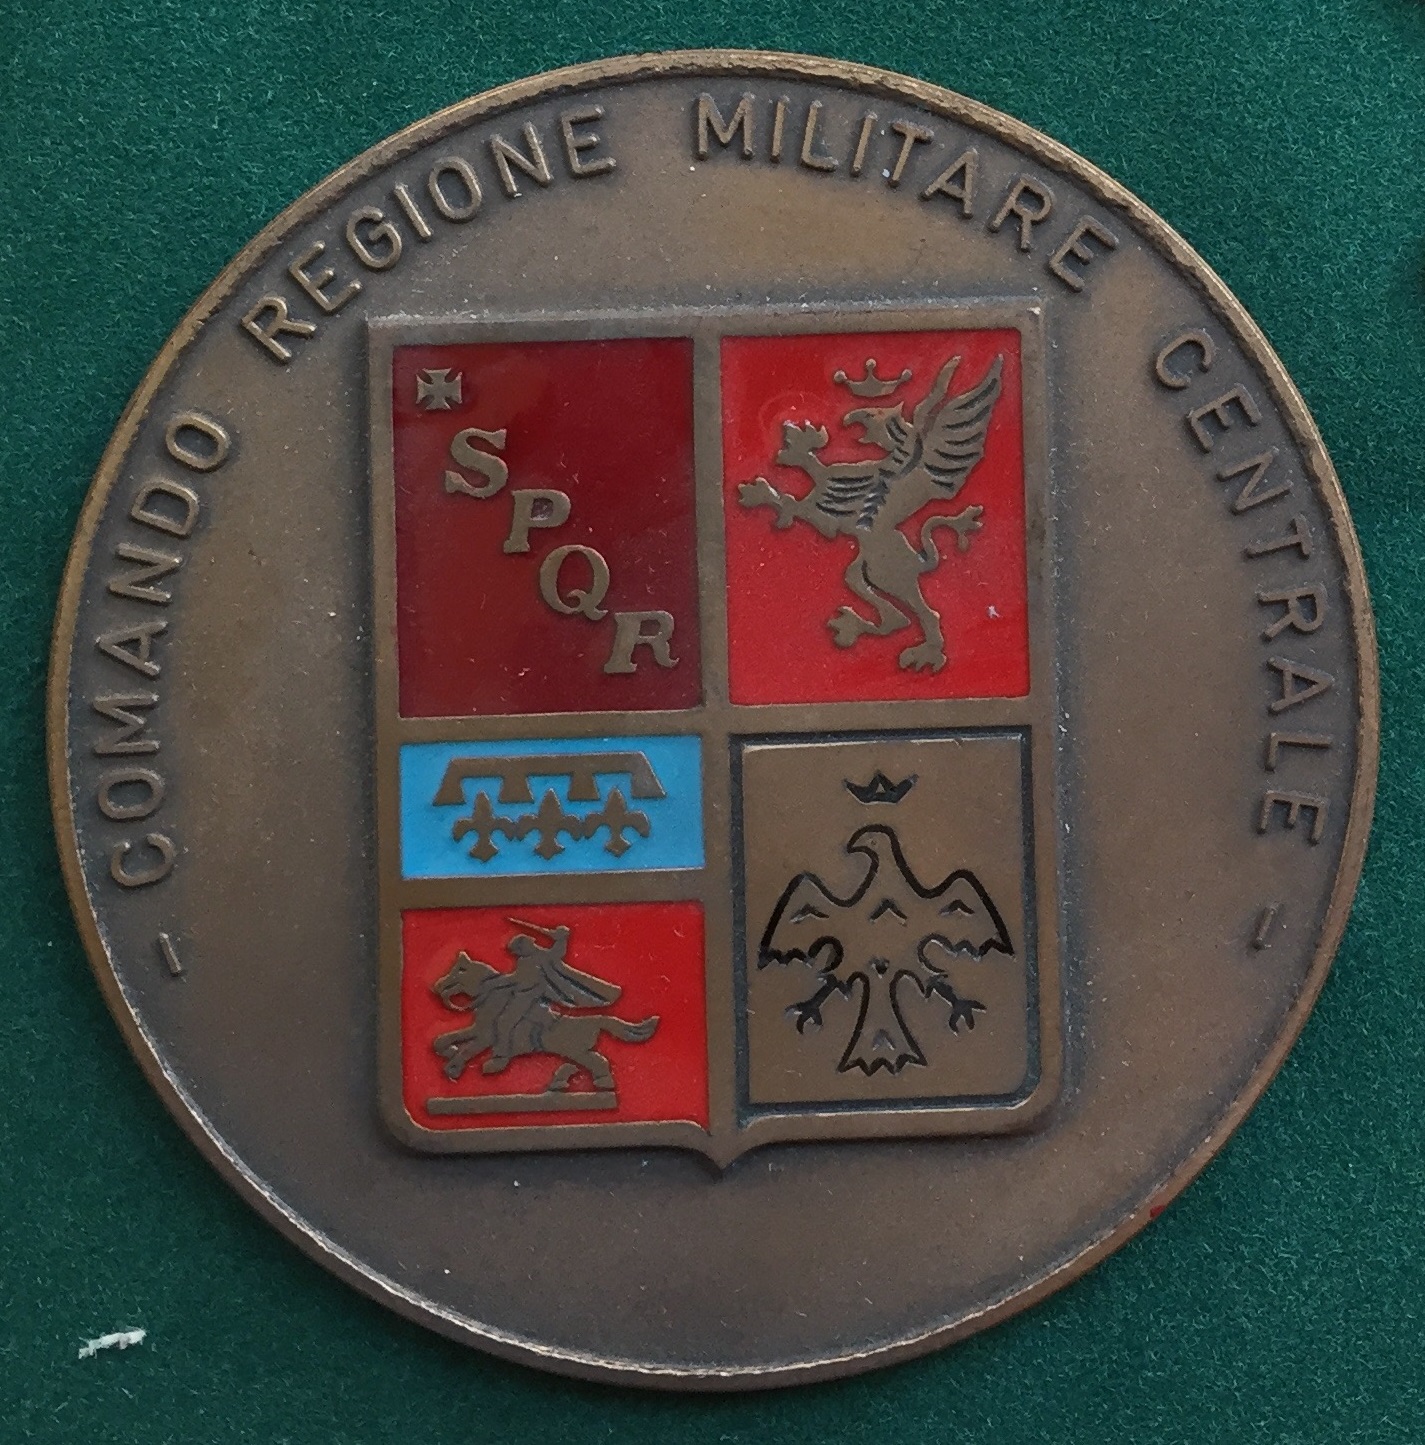 - COMANDO REGIONE MILITARE CENTRALE -
SPQR